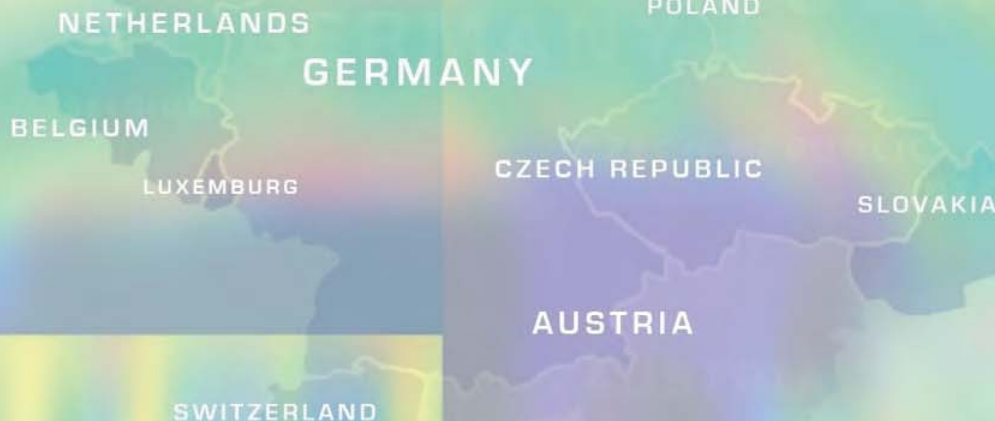 POLAND
NETHERLANDS
GERMANY
BELGIUM
CZECH REPUBLIC
LUXEMBURG
SLOVAKIA
AUSTRIA
SWITZERLAND